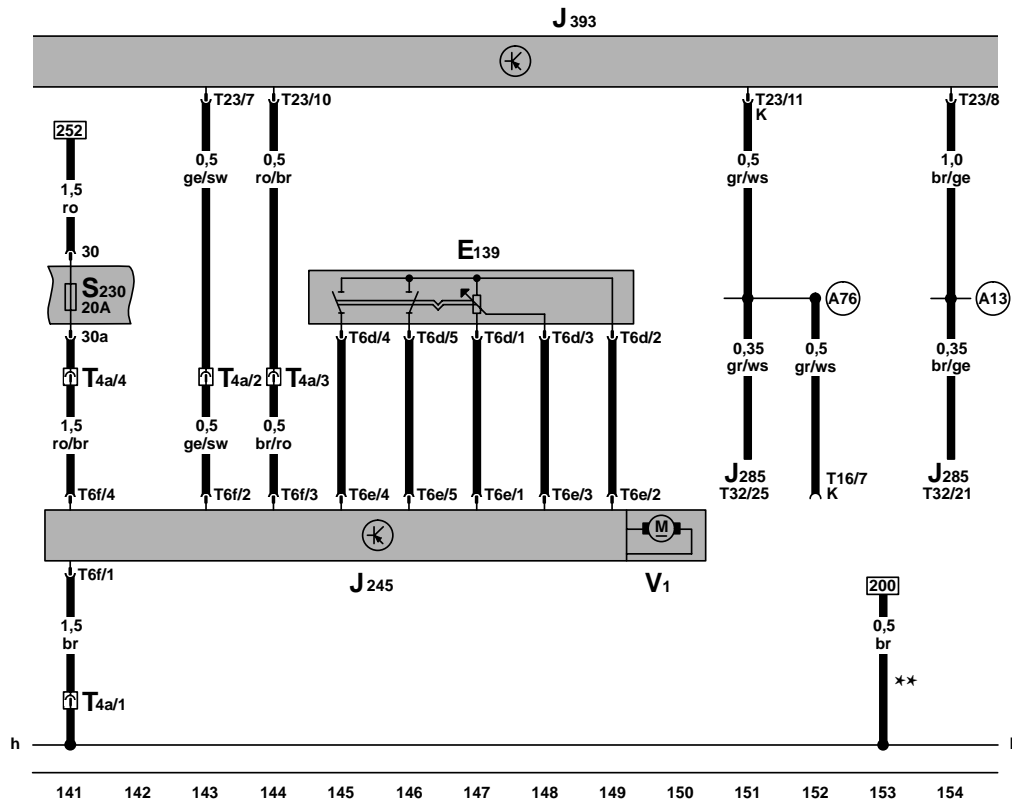 J 393
T23/7 T23/10 T23/11 T23/8
K
252
0,5 0,5 0,5 1,0
ge/sw ro/br gr/ws br/ge
1,5
ro
30
E139
S230
20A
A76 A13
30a T6d/4 T6d/5 T6d/1 T6d/3 T6d/2
0,35 0,5 0,35
gr/ws gr/ws br/ge
T4a/4 T4a/2 T4a/3
1,5 0,5 0,5
ro/br ge/sw br/ro
J285 T16/7 J285
T32/25 K T32/21
T6f/4 T6f/2 T6f/3 T6e/4 T6e/5 T6e/1 T6e/3 T6e/2
M
T6f/1 J 245 V1
200
1,5 0,5
br br
**
T4a/1
h
141 142 143 144 145 146 147 148 149 150 151 152 153 154